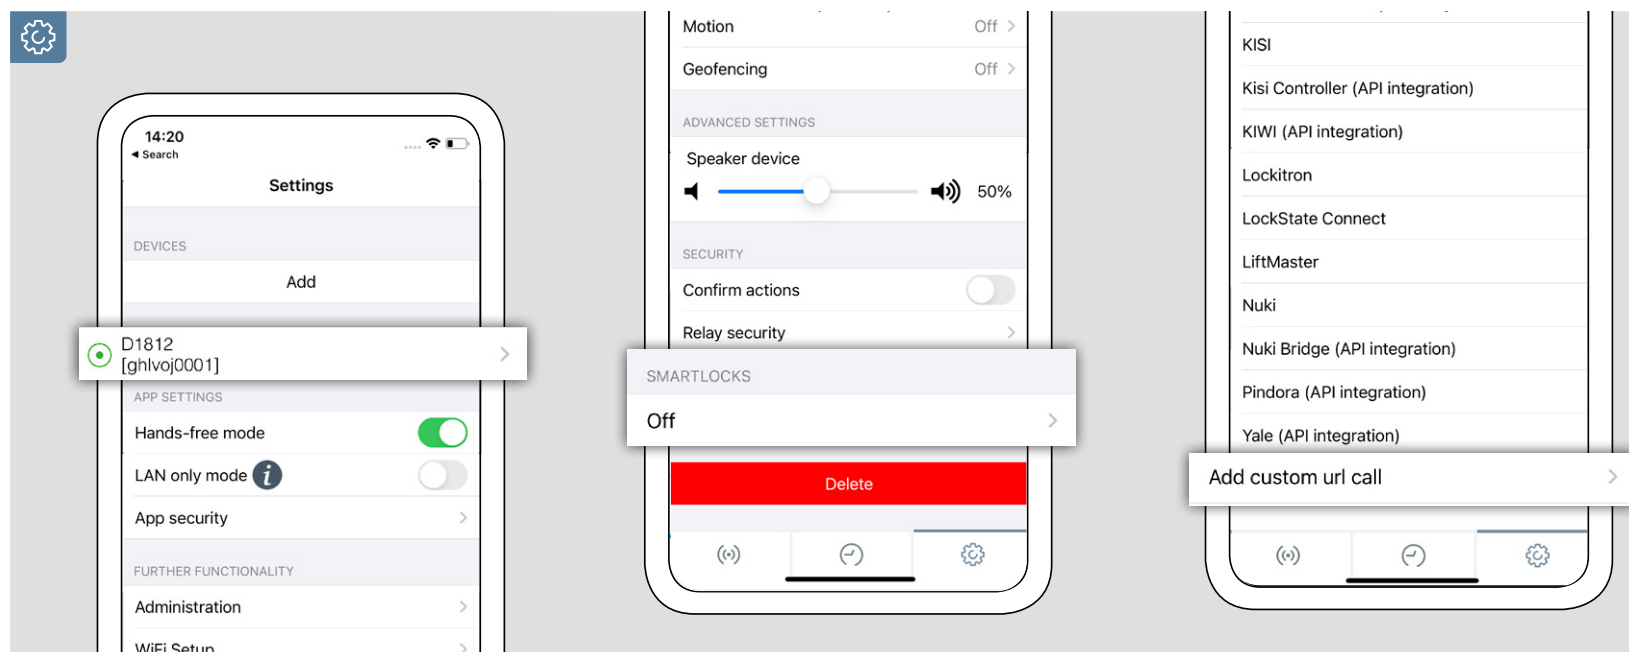 14:20
Search
Settings
DEVICES
Add
D1812
[ghlvoj0001]
APP SETTINGS
Hands-free mode
LAN only mode i
App security
FURTHER FUNCTIONALITY
Administration
WiFi Setup
Motion Off
Geofencing Off
ADVANCED SETTINGS
Speaker device
50%
SECURITY
Confirm actions
Relay security
SMARTLOCKS
Off
Delete
KISI
Kisi Controller (API integration)
KIWI (API integration)
Lockitron
LockState Connect
LiftMaster
Nuki
Nuki Bridge (API integration)
Pindora (API integration)
Yale (API integration)
Add custom url call